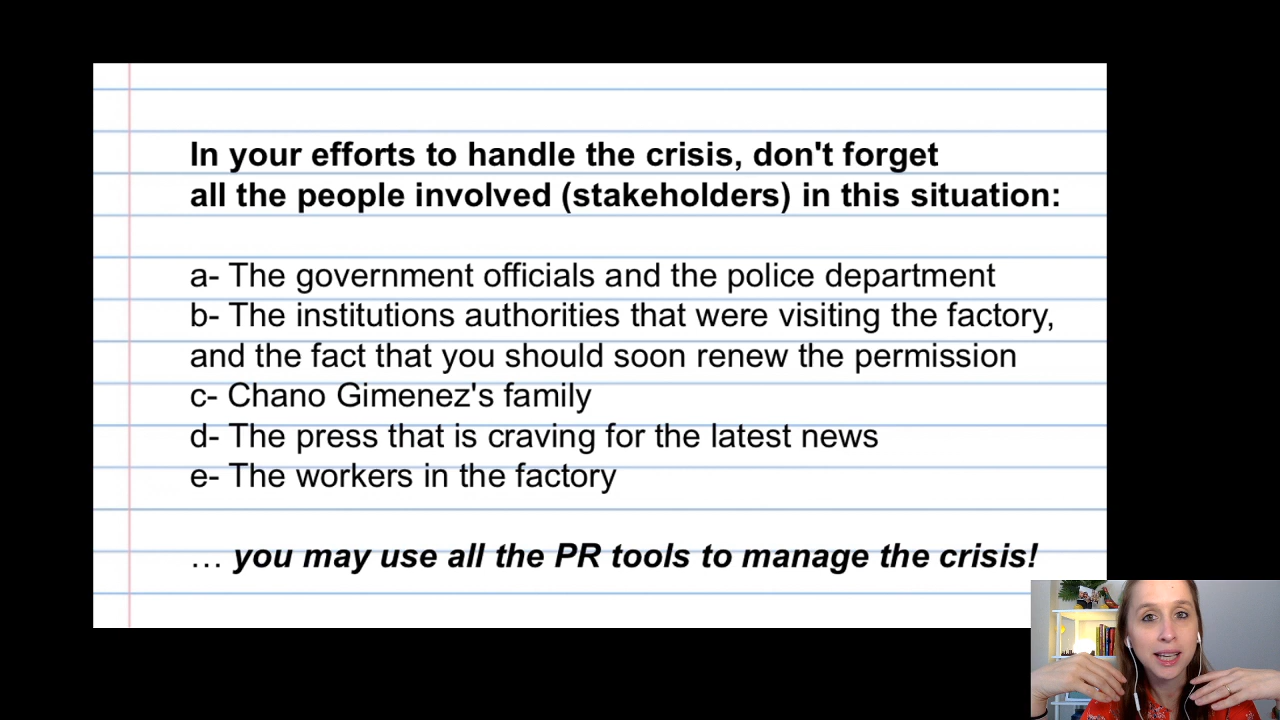 In your efforts to handle the crisis, don't forget
all the people involved (stakeholders) in this situation:
a- The government officials and the police department
b- The institutions authorities that were visiting the factory,
and the fact that you should soon renew the permission
c- Chano Gimenez's family
d- The press that is craving for the latest news
e- The workers in the factory
… you may use all the PR tools to manage the crisis!